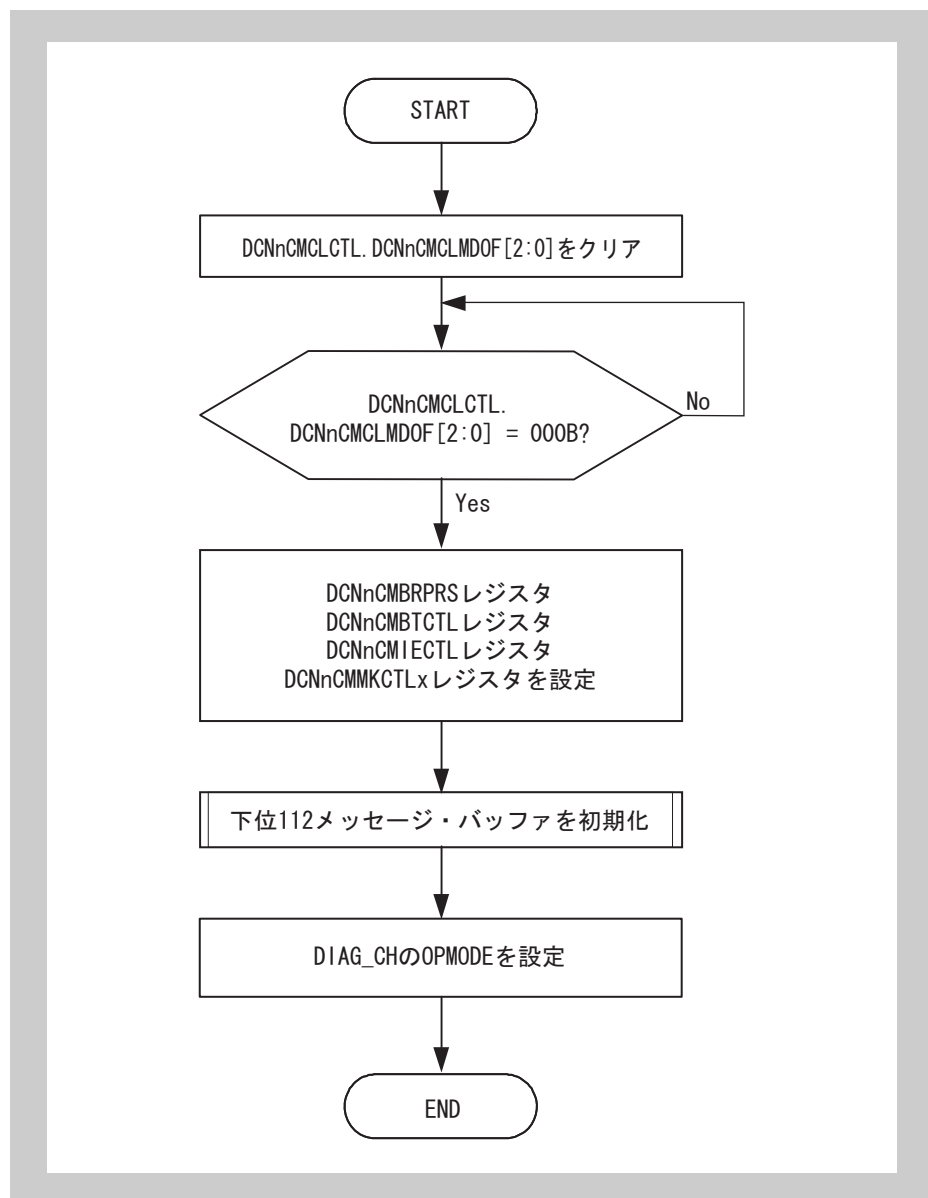 START
DCNnCMCLCTL.DCNnCMCLMDOF[2:0]をクリア
DCNnCMCLCTL.
DCNnCMCLMDOF[2:0] = 000B?
No
Yes
DCNnCMBRPRSレジスタ
DCNnCMBTCTLレジスタ
DCNnCMIECTLレジスタ
DCNnCMMKCTLxレジスタを設定
下位112メッセージ・バッファを初期化
DIAG_CHのOPMODEを設定
END